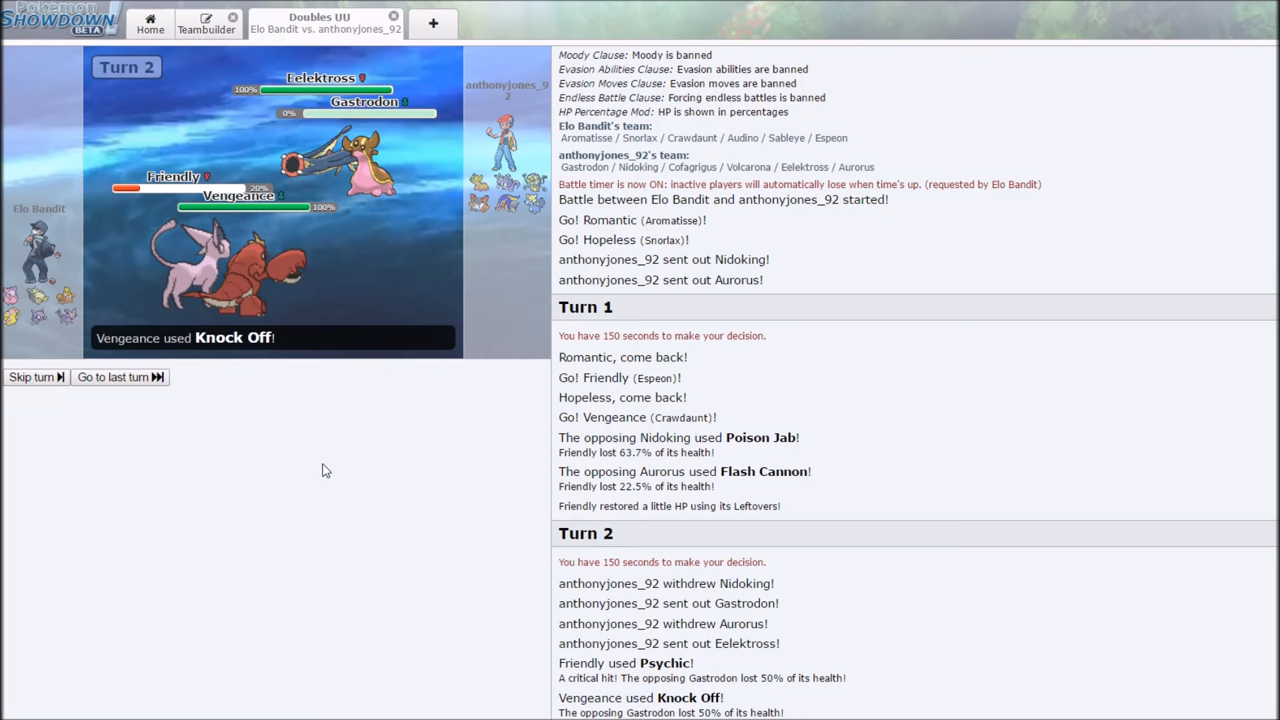 Pokémon
SHOWDOWN
BETA
Home
Teambuilder
Doubles UU
Elo Bandit vs. anthonyjones_92
+
Turn 2
Eelektross
100%
Gastrodon
0%
Friendly
20%
Vengeance
100%
Elo Bandit
anthonyjones_9
2
Vengeance used Knock Off!
Skip turn
Go to last turn
Moody Clause: Moody is banned
Evasion Abilities Clause: Evasion abilities are banned
Evasion Moves Clause: Evasion moves are banned
Endless Battle Clause: Forcing endless battles is banned
HP Percentage Mod: HP is shown in percentages
Elo Bandit's team:
Aromatisse / Snorlax / Crawdaunt / Audino / Sableye / Espeon
anthonyjones_92's team:
Gastrodon / Nidoking / Cofagrigus / Volcarona / Eelektross / Aurorus
Battle timer is now ON: inactive players will automatically lose when time's up. (requested by Elo Bandit)
Battle between Elo Bandit and anthonyjones_92 started!
Go! Romantic (Aromatisse)!
Go! Hopeless (Snorlax)!
anthonyjones_92 sent out Nidoking!
anthonyjones_92 sent out Aurorus!
Turn 1
You have 150 seconds to make your decision.
Romantic, come back!
Go! Friendly (Espeon)!
Hopeless, come back!
Go! Vengeance (Crawdaunt)!
The opposing Nidoking used Poison Jab!
Friendly lost 63.7% of its health!
The opposing Aurorus used Flash Cannon!
Friendly lost 22.5% of its health!
Friendly restored a little HP using its Leftovers!
Turn 2
You have 150 seconds to make your decision.
anthonyjones_92 withdrew Nidoking!
anthonyjones_92 sent out Gastrodon!
anthonyjones_92 withdrew Aurorus!
anthonyjones_92 sent out Eelektross!
Friendly used Psychic!
A critical hit! The opposing Gastrodon lost 50% of its health!
Vengeance used Knock Off!
The opposing Gastrodon lost 50% of its health!